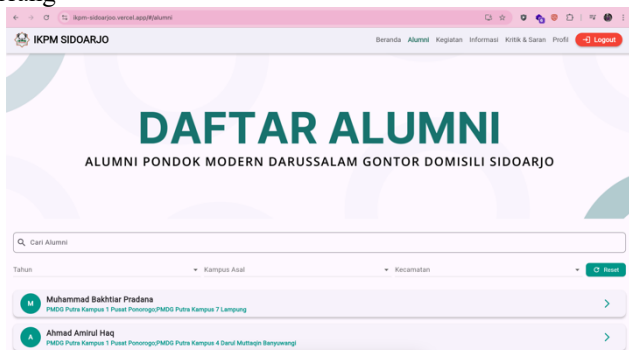 ikpm-sidoarjoo.vercel.app/#/alumni
IKPM SIDOARJO
Beranda Alumni Kegiatan Informasi Kritik & Saran Profil Logout
DAFTAR ALUMNI
ALUMNI PONDOK MODERN DARUSSALAM GONTOR DOMISILI SIDOARJO
Cari Alumni
Tahun Kampus Asal Kecamatan Reset
M Muhammad Bakhtiar Pradana
PMDG Putra Kampus 1 Pusat Ponorogo;PMDG Putra Kampus 7 Lampung
A Ahmad Amirul Haq
PMDG Putra Kampus 1 Pusat Ponorogo;PMDG Putra Kampus 4 Darul Muttaqin Banyuwangi